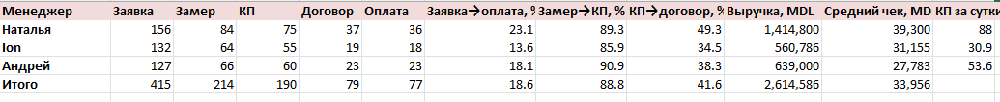 Менеджер Заявка Замер КП Договор Оплата Заявка→оплата, % Замер→КП, % КП→договор, % Выручка, MDL Средний чек, MD КП за сутки
Наталья 156 84 75 37 36 23.1 89.3 49.3 1,414,800 39,300 88
Ion 132 64 55 19 18 13.6 85.9 34.5 560,786 31,155 30.9
Андрей 127 66 60 23 23 18.1 90.9 38.3 639,000 27,783 53.6
Итого 415 214 190 79 77 18.6 88.8 41.6 2,614,586 33,956